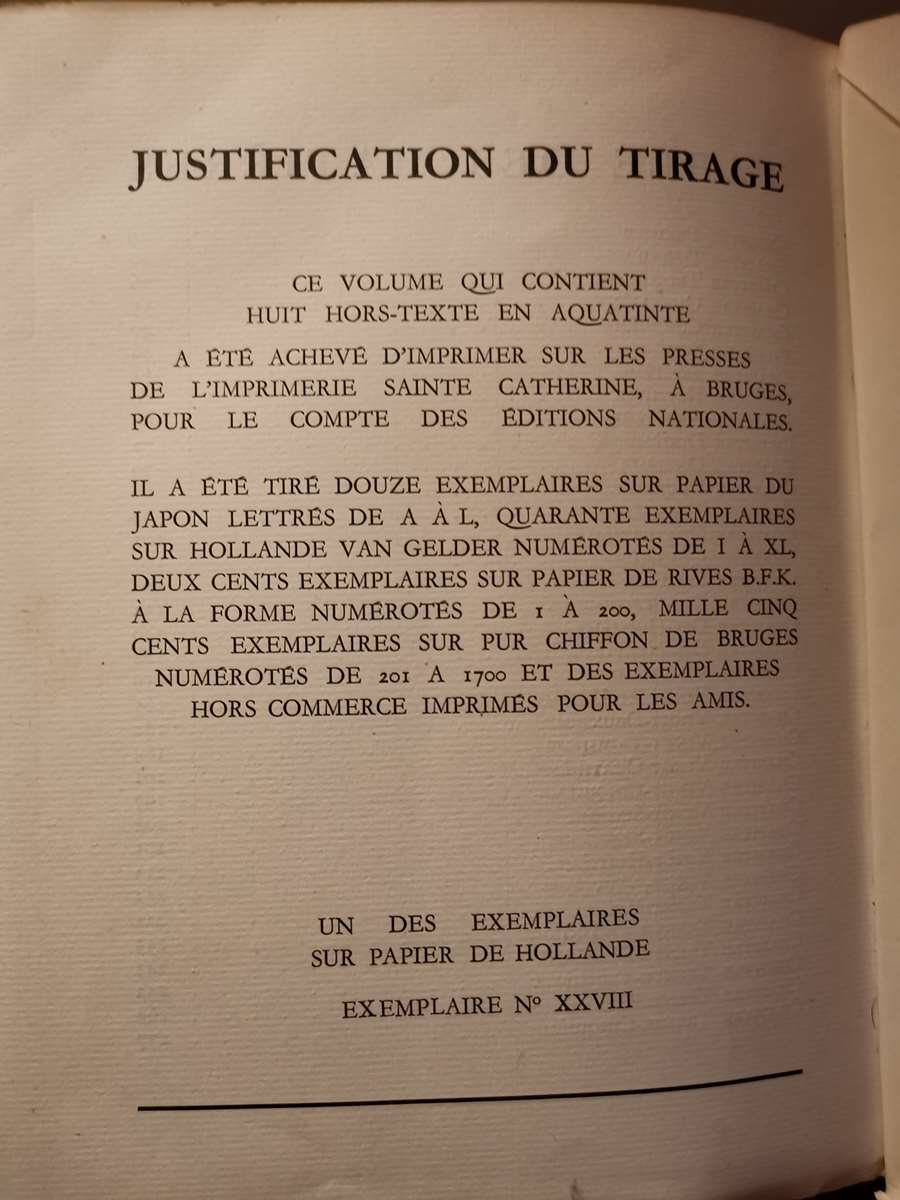 JUSTIFICATION DU TIRAGE
CE VOLUME QUI CONTIENT
HUIT HORS-TEXTE EN AQUATINTE
A ÉTÉ ACHEVÉ D'IMPRIMER SUR LES PRESSES
DE L'IMPRIMERIE SAINTE CATHERINE, À BRUGES,
POUR LE COMPTE DES ÉDITIONS NATIONALES.
IL A ÉTÉ TIRÉ DOUZE EXEMPLAIRES SUR PAPIER DU
JAPON LETTRÉS DE A À L, QUARANTE EXEMPLAIRES
SUR HOLLANDE VAN GELDER NUMÉROTÉS DE I À XL,
DEUX CENTS EXEMPLAIRES SUR PAPIER DE RIVES B.F.K.
À LA FORME NUMÉROTÉS DE 1 À 200, MILLE CINQ
CENTS EXEMPLAIRES SUR PUR CHIFFON DE BRUGES
NUMÉROTÉS DE 201 A 1700 ET DES EXEMPLAIRES
HORS COMMERCE IMPRIMÉS POUR LES AMIS.
UN DES EXEMPLAIRES
SUR PAPIER DE HOLLANDE
EXEMPLAIRE Nº XXVIII